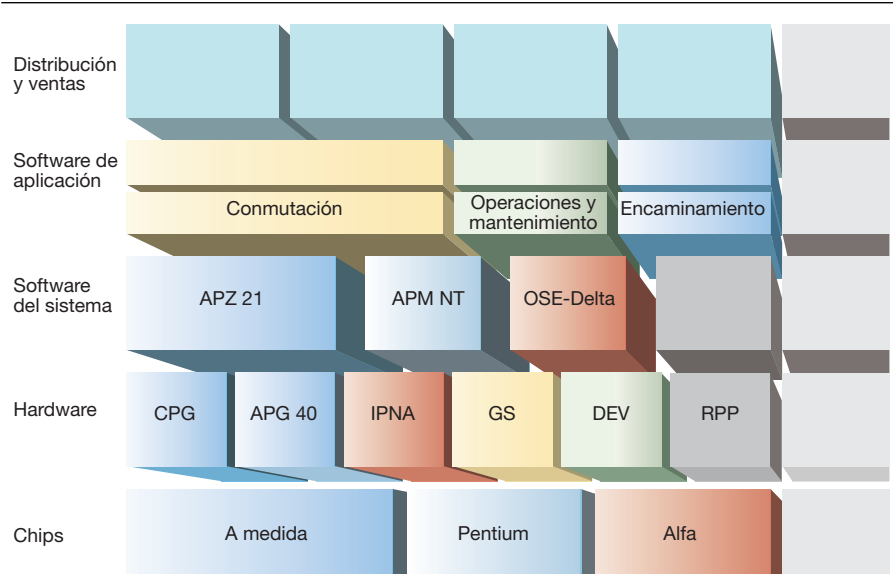 Distribución
y ventas
Software de
aplicación
Conmutación
Operaciones y
mantenimiento
Encaminamiento
Software
del sistema
APZ 21
APM NT
OSE-Delta
Hardware
CPG
APG 40
IPNA
GS
DEV
RPP
Chips
A medida
Pentium
Alfa